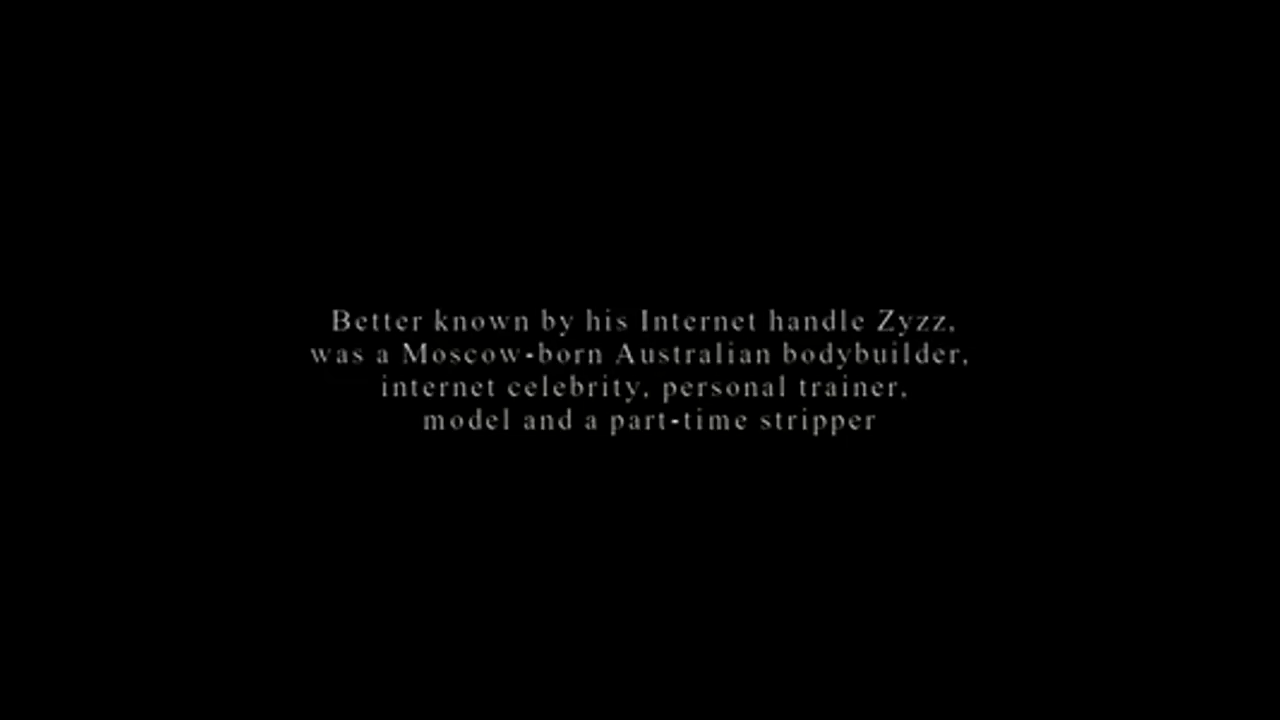 Better known by his Internet handle Zyzz,
was a Moscow-born Australian bodybuilder,
internet celebrity, personal trainer,
model and a part-time stripper